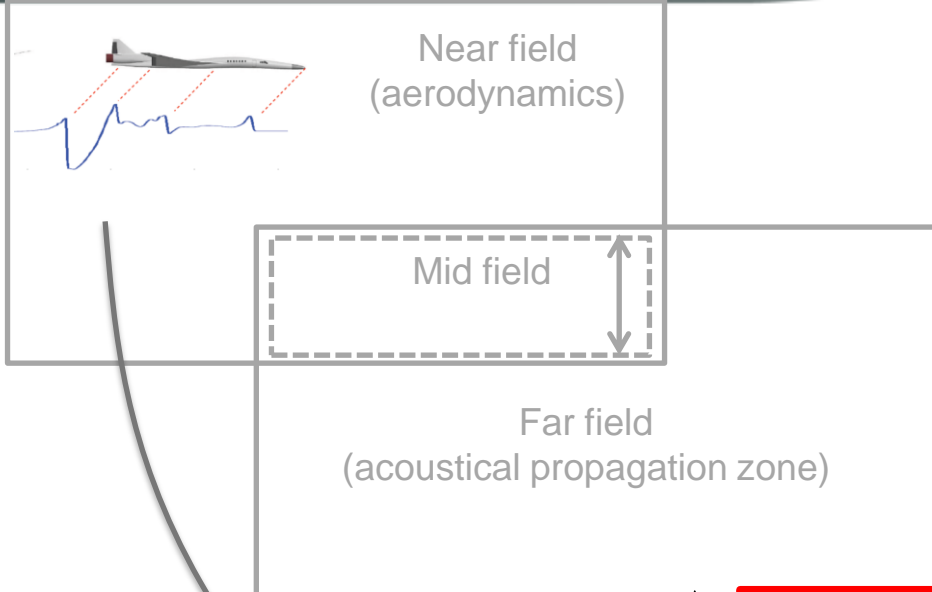 Near field
(aerodynamics)
Mid field
Far field
(acoustical propagation zone)